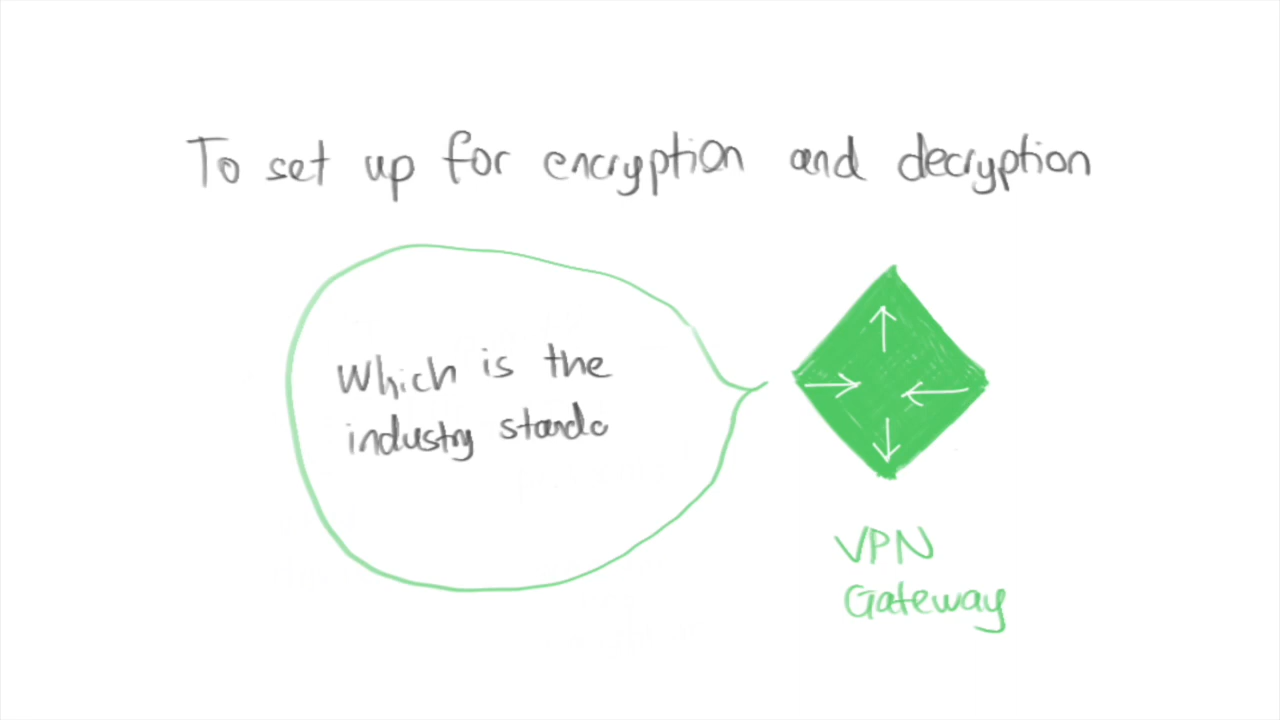 To set up for encryption and decryption
Which is the
industry standa
VPN
Gateway